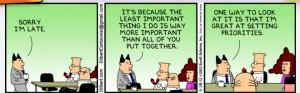 SORRY
I'M LATE.
IT'S BECAUSE THE
LEAST IMPORTANT
THING I DO IS WAY
MORE IMPORTANT
THAN ALL OF YOU
PUT TOGETHER.
ONE WAY TO LOOK
AT IT IS THAT I'M
GREAT AT SETTING
PRIORITIES.